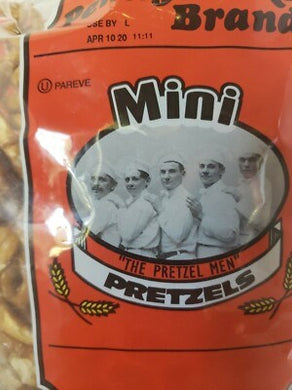 Brand
USE BY L
APR 10 20 11:11
U PAREVE
Mini
"THE PRETZEL MEN"
PRETZELS